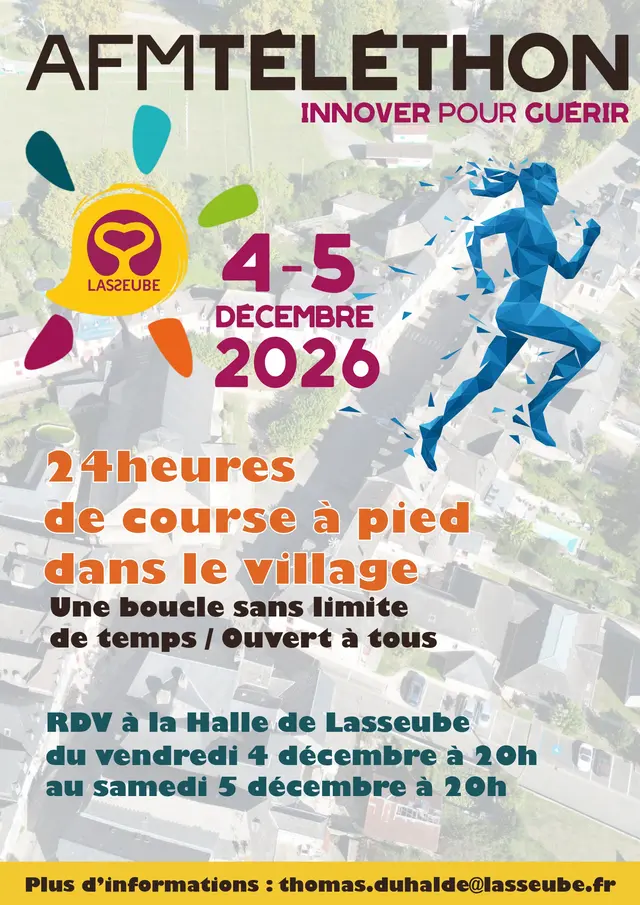 AFMTÉLÉTHON
INNOVER POUR GUÉRIR
LASSEUBE
4-5
DÉCEMBRE
2026
24heures
de course à pied
dans le village
Une boucle sans limite
de temps / Ouvert à tous
RDV à la Halle de Lasseube
du vendredi 4 décembre à 20h
au samedi 5 décembre à 20h
Plus d'informations : thomas.duhalde@lasseube.fr